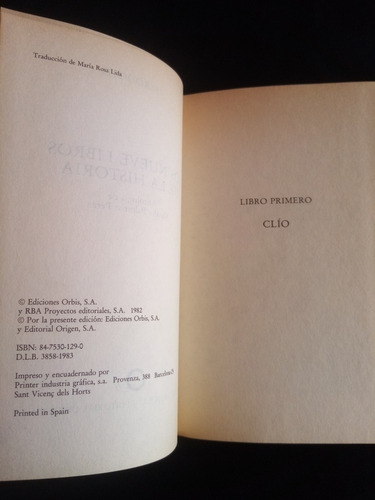 Traducción de María Rosa Lida
© Ediciones Orbis, S.A.
y RBA Proyectos editoriales, S.A. 1982
© Por la presente edición: Ediciones Orbis, S.A.
y Editorial Origen, S.A.
ISBN: 84-7530-129-0
D.L.B. 3858-1983
Impreso y encuadernado por
Printer industria gráfica, s.a. Provenza, 388 Barcelona
Sant Vicenç dels Horts
Printed in Spain
LIBRO PRIMERO
CLÍO